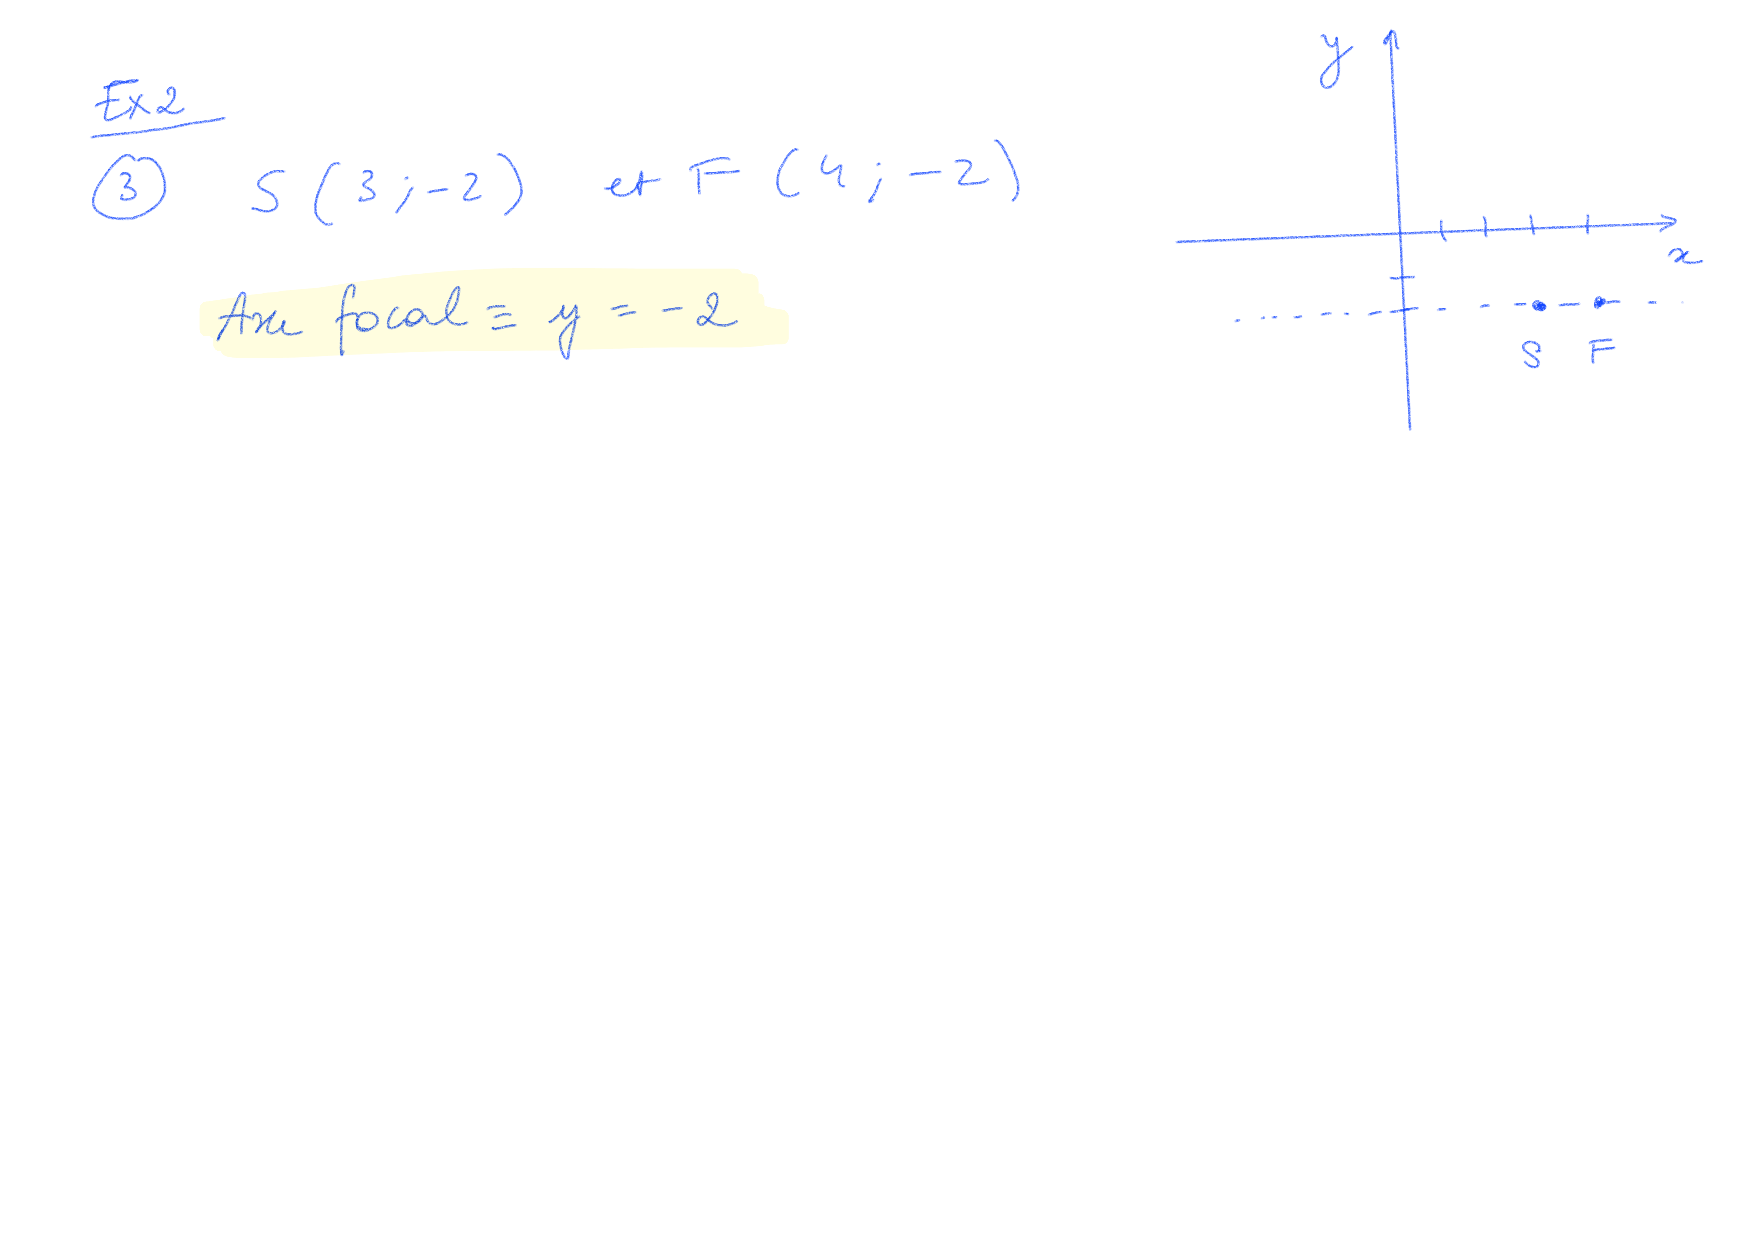 Ex2
③ S (3 ; -2) et F (4 ; -2)
Axe focal ≡ y = -2
y
x
S F